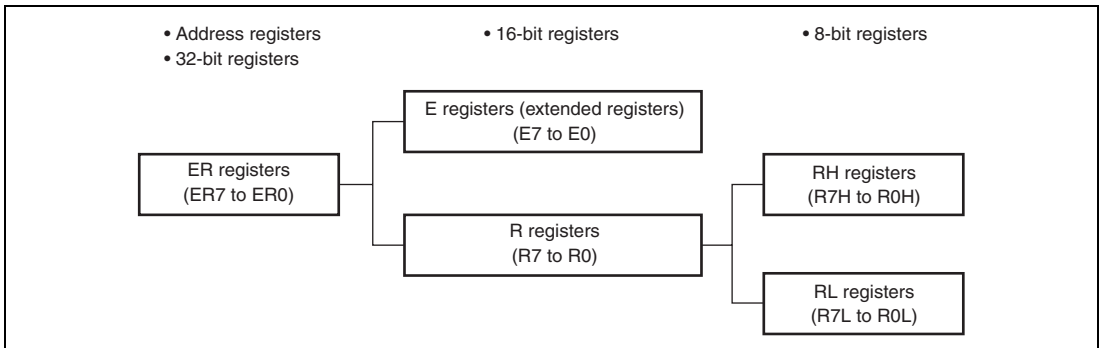 • Address registers
• 32-bit registers
• 16-bit registers
• 8-bit registers
E registers (extended registers)
(E7 to E0)
ER registers
(ER7 to ER0)
RH registers
(R7H to R0H)
R registers
(R7 to R0)
RL registers
(R7L to R0L)